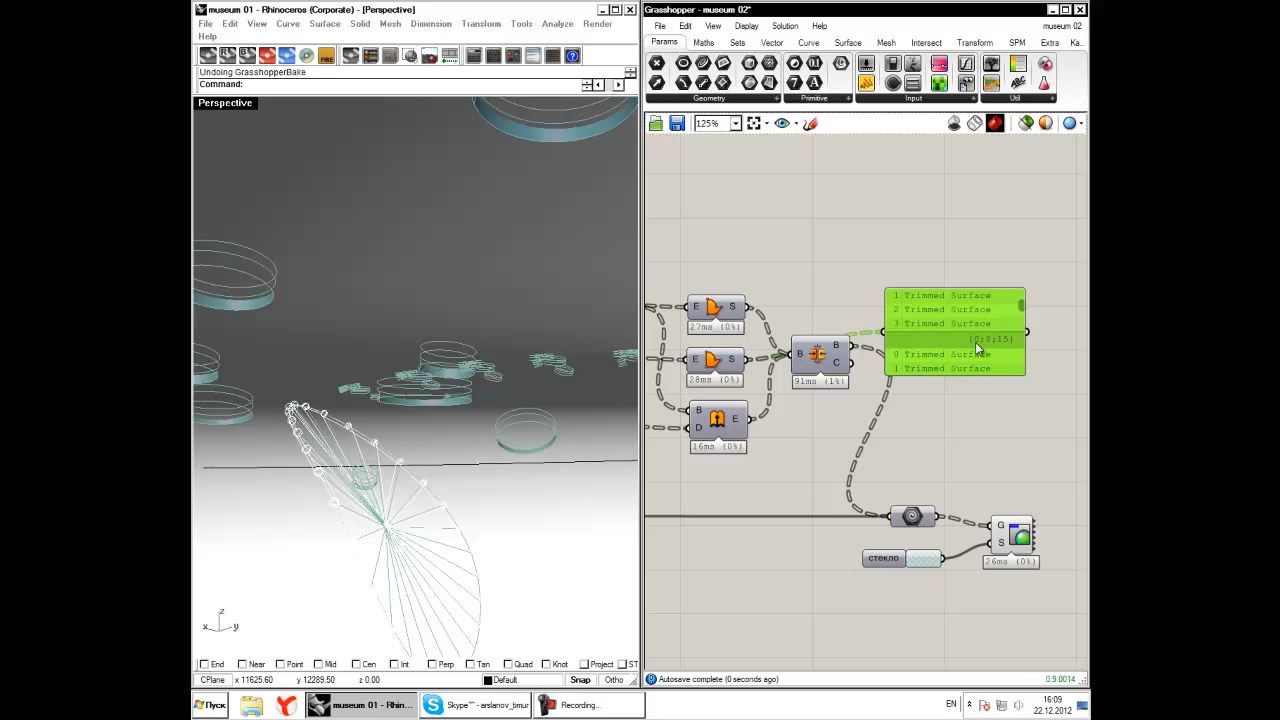 museum 01 - Rhinoceros (Corporate) - [Perspective]
File Edit View Curve Surface Solid Mesh Dimension Transform Tools Analyze Render
Help
FIRE
Undoing GrasshopperBake
Command:
Perspective
z
x y
End Near Point Mid Cen Int Perp Tan Quad Knot Project ST
CPlane x 11625.60 y 12289.50 z 0.00 Default Snap Ortho
Grasshopper - museum 02*
File Edit View Display Solution Help museum 02
Params Maths Sets Vector Curve Surface Mesh Intersect Transform SPM Extra Ka...
Geometry Primitive Input Util
125%
E S
27ms (0%)
E S
28ms (0%)
B E
D
16ms (0%)
B B
C
91ms (1%)
1 Trimmed Surface
2 Trimmed Surface
3 Trimmed Surface
{0;0;15}
0 Trimmed Surface
1 Trimmed Surface
G
S
26ms (0%)
стекло
Autosave complete (0 seconds ago) 0.9.0014
Пуск museum 01 - Rhin... Skype™ - arslanov_timur Recording... EN 16:09
22.12.2012